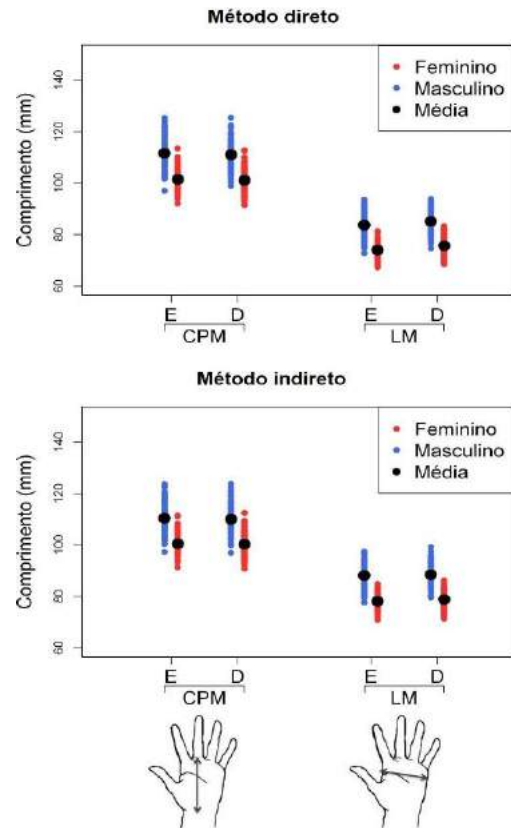 Método direto
Comprimento (mm)
140
120
100
80
60
Feminino
Masculino
Média
E
D
E
D
CPM
LM
Método indireto
Comprimento (mm)
140
120
100
80
60
Feminino
Masculino
Média
E
D
E
D
CPM
LM